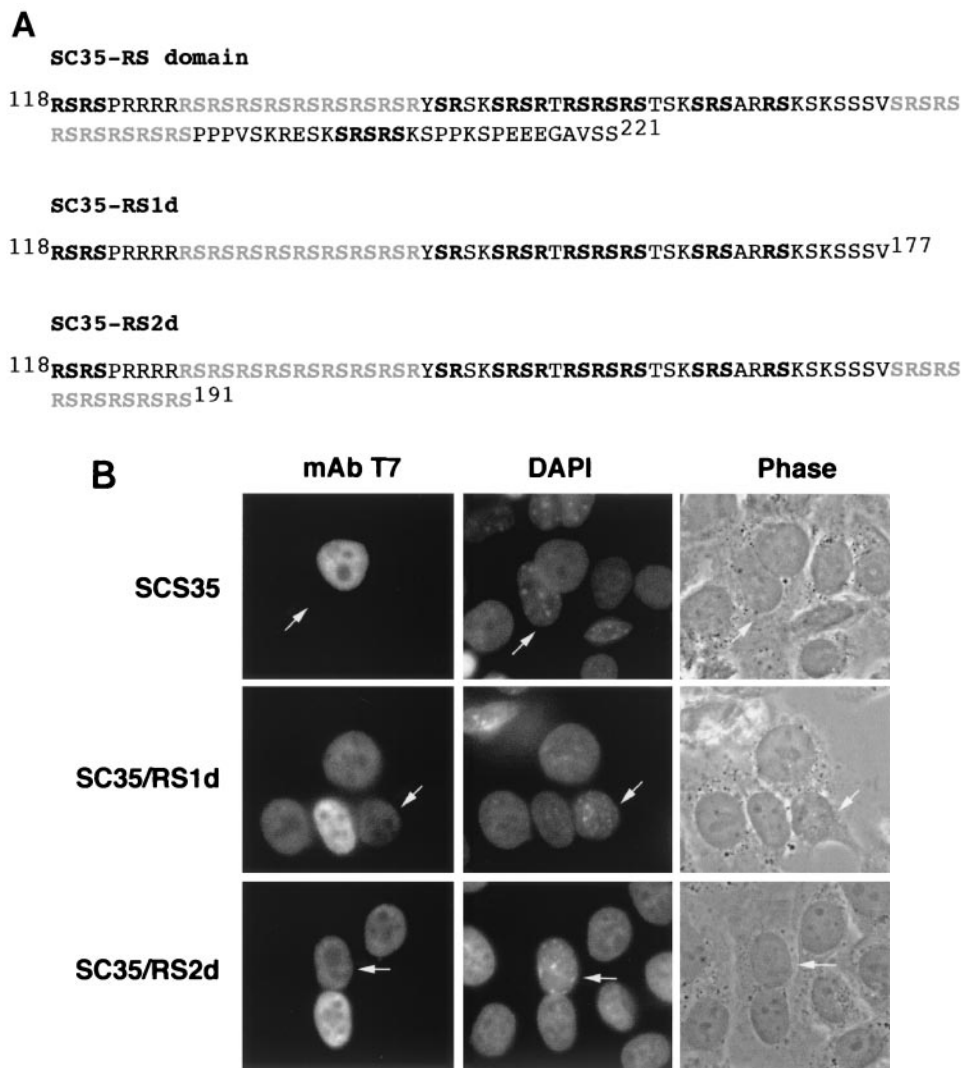 A
SC35-RS domain
118RSRSPRRRRRSRSRSRSRSRSRSRSRYSRSKSRSRTRSRSRSTSKSRSARRSKSKSSSVSRSRS
RSRSRSRSRSPPPVSKRESKSRSRSKSPPKSPEEEGAVSS221
SC35-RS1d
118RSRSPRRRRRSRSRSRSRSRSRSRSRYSRSKSRSRTRSRSRSTSKSRSARRSKSKSSSV177
SC35-RS2d
118RSRSPRRRRRSRSRSRSRSRSRSRSRYSRSKSRSRTRSRSRSTSKSRSARRSKSKSSSVSRSRS
RSRSRSRSRS191
B
mAb T7 DAPI Phase
SCS35
SC35/RS1d
SC35/RS2d